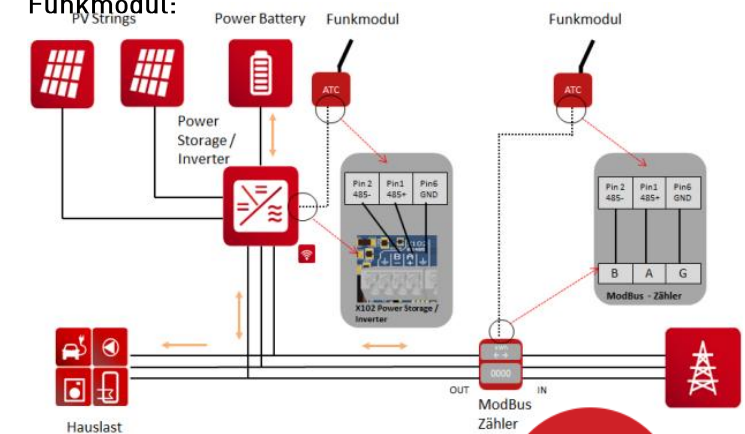 Funkmodul:
PV Strings
Power Battery
Funkmodul
Funkmodul
ATC
ATC
Power
Storage /
Inverter
Pin 2
485-
Pin1
485+
Pin6
GND
Pin 2
485-
Pin1
485+
Pin6
GND
X102
B
A
B
A
G
ModBus - Zähler
X102 Power Storage /
Inverter
0000
OUT
IN
ModBus
Zähler
Hauslast